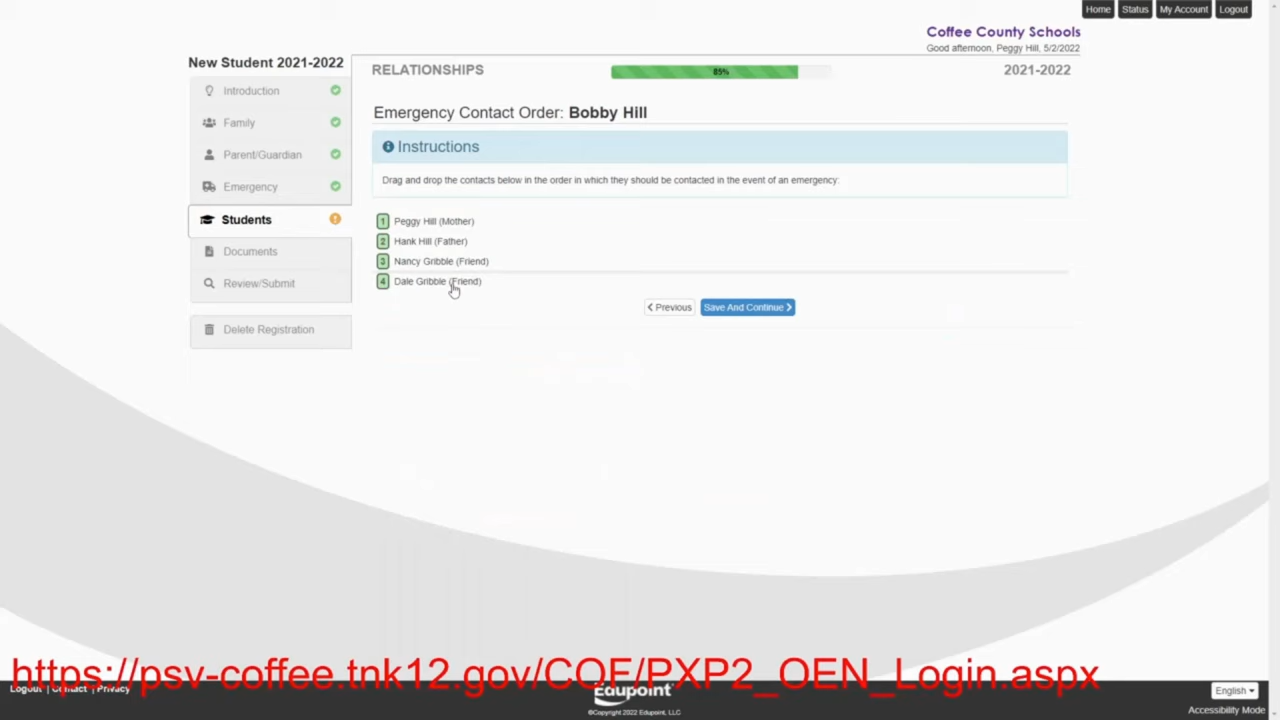 Home Status My Account Logout
Coffee County Schools
Good afternoon, Peggy Hill, 5/2/2022
New Student 2021-2022
Introduction
Family
Parent/Guardian
Emergency
Students
Documents
Review/Submit
Delete Registration
RELATIONSHIPS 85% 2021-2022
Emergency Contact Order: Bobby Hill
Instructions
Drag and drop the contacts below in the order in which they should be contacted in the event of an emergency:
1 Peggy Hill (Mother)
2 Hank Hill (Father)
3 Nancy Gribble (Friend)
4 Dale Gribble (Friend)
Previous Save And Continue
https://psv-coffee.tnk12.gov/COF/PXP2_OEN_Login.aspx
Logout | Contact | Privacy
Edupoint
©Copyright 2022 Edupoint, LLC
English
Accessibility Mode